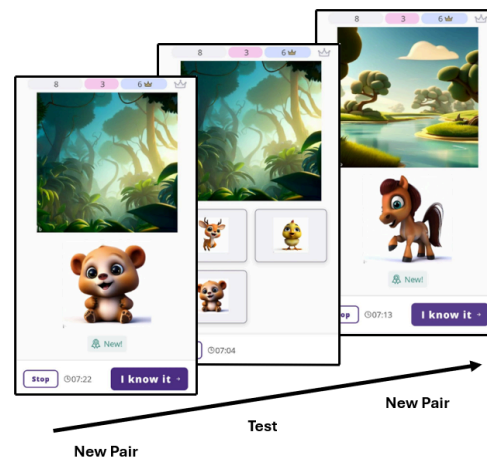 8 3 6
New!
Stop 07:22 I know it
New Pair
8 3 6
07:04
Test
8 3 6
New!
op 07:13 I know it
New Pair